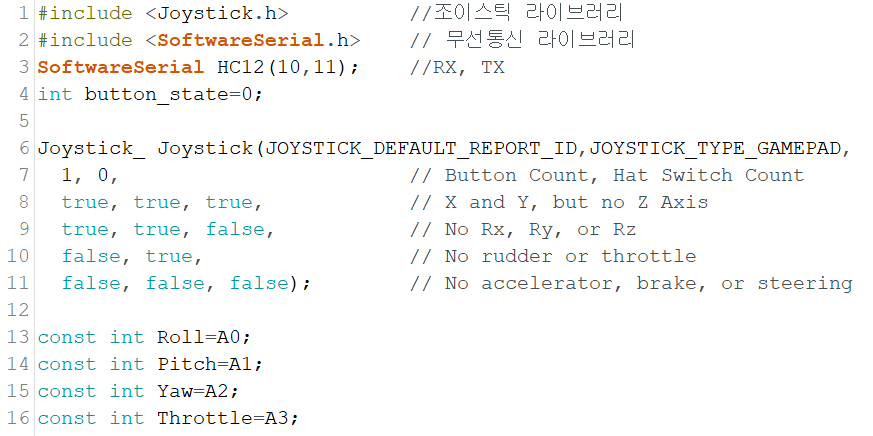 1 #include <Joystick.h>          //조이스틱 라이브러리
2 #include <SoftwareSerial.h>    // 무선통신 라이브러리
3 SoftwareSerial HC12(10,11);    //RX, TX
4 int button_state=0;
5
6 Joystick_ Joystick(JOYSTICK_DEFAULT_REPORT_ID,JOYSTICK_TYPE_GAMEPAD,
7   1, 0,                        // Button Count, Hat Switch Count
8   true, true, true,            // X and Y, but no Z Axis
9   true, true, false,           // No Rx, Ry, or Rz
10   false, true,                 // No rudder or throttle
11   false, false, false);        // No accelerator, brake, or steering
12
13 const int Roll=A0;
14 const int Pitch=A1;
15 const int Yaw=A2;
16 const int Throttle=A3;